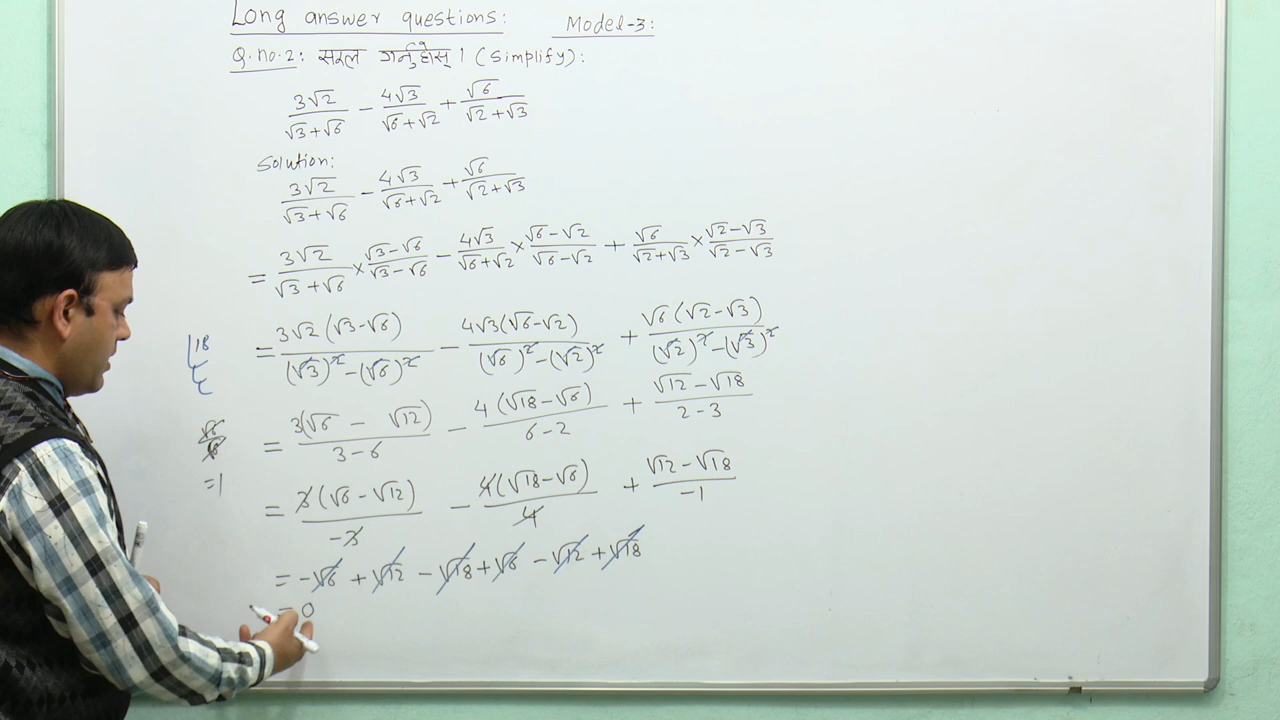 Long answer questions: Model-3:
Q.no.2: सरल गर्नुहोस् । (Simplify):
3√2/(√3+√6) − 4√3/(√6+√2) + √6/(√2+√3)
Solution:
3√2/(√3+√6) − 4√3/(√6+√2) + √6/(√2+√3)
= 3√2/(√3+√6) × (√3−√6)/(√3−√6) − 4√3/(√6+√2) × (√6−√2)/(√6−√2) + √6/(√2+√3) × (√2−√3)/(√2−√3)
= 3√2(√3−√6)/((√3)²−(√6)²) − 4√3(√6−√2)/((√6)²−(√2)²) + √6(√2−√3)/((√2)²−(√3)²)
18
= 3(√6 − √12)/(3−6) − 4(√18−√6)/(6−2) + (√12−√18)/(2−3)
=1
= 3(√6−√12)/(−3) − 4(√18−√6)/4 + (√12−√18)/(−1)
= −√6 + √12 − √18 + √6 − √12 + √18
= 0